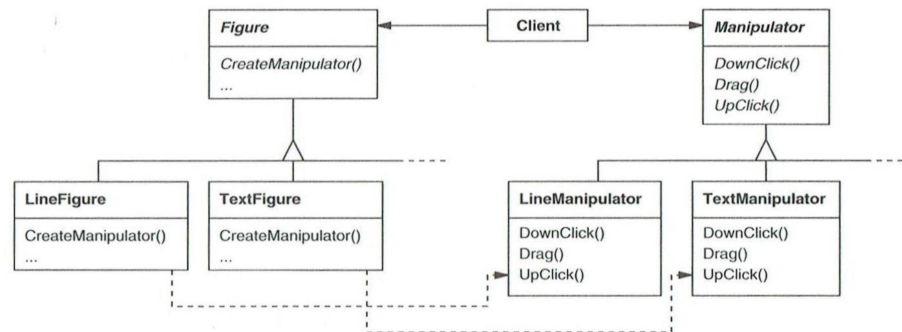 Figure
CreateManipulator()
...
Client
Manipulator
DownClick()
Drag()
UpClick()
LineFigure
CreateManipulator()
...
TextFigure
CreateManipulator()
...
LineManipulator
DownClick()
Drag()
UpClick()
TextManipulator
DownClick()
Drag()
UpClick()